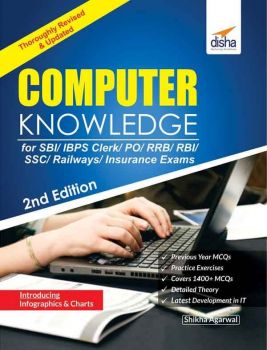 Thoroughly Revised
& Updated
disha
COMPUTER
KNOWLEDGE
for SBI/ IBPS Clerk/ PO/ RRB/ RBI/
SSC/ Railways/ Insurance Exams
2nd Edition
Previous Year MCQs
Practice Exercises
Covers 1400+ MCQs
Detailed Theory
Latest Development in IT
Introducing
Infographics & Charts
Shikha Agarwal